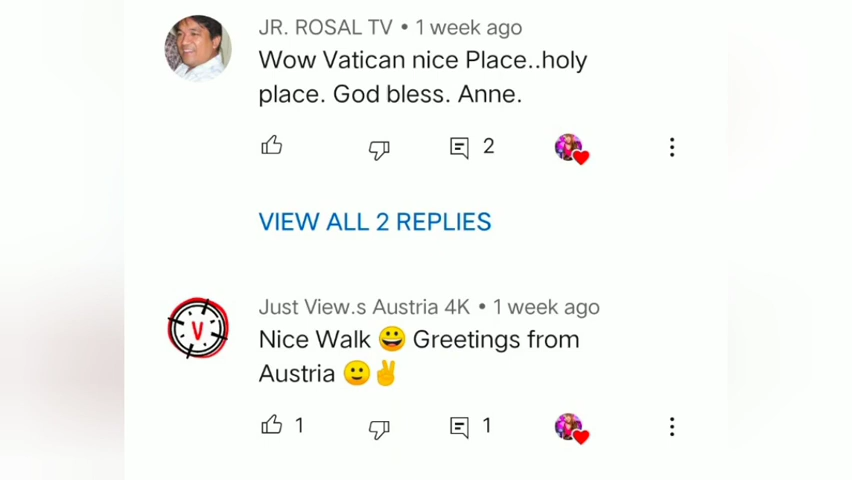 JR. ROSAL TV • 1 week ago
Wow Vatican nice Place..holy
place. God bless. Anne.
2
VIEW ALL 2 REPLIES
V
Just View.s Austria 4K • 1 week ago
Nice Walk 😀 Greetings from
Austria 🙂✌️
1 1